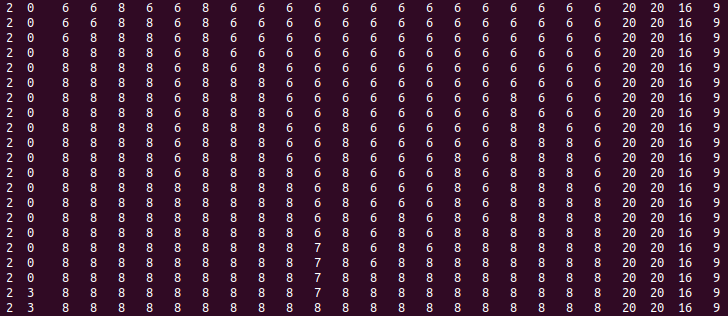 2 0 6 6 8 6 6 8 6 6 6 6 6 6 6 6 6 6 6 6 6 6 20 20 16 9
2 0 6 8 8 6 6 8 6 6 6 6 6 6 6 6 6 6 6 6 6 6 20 20 16 9
2 0 6 8 8 6 6 8 8 6 6 6 6 6 6 6 6 6 6 6 6 6 20 20 16 9
2 0 6 8 8 8 6 8 8 6 6 6 6 6 6 6 6 6 6 6 6 6 20 20 16 9
2 0 8 8 8 8 6 8 8 8 6 6 6 6 6 6 6 6 6 6 6 6 20 20 16 9
2 0 8 8 8 8 6 8 8 8 8 6 6 6 6 6 6 6 6 6 6 6 20 20 16 9
2 0 8 8 8 8 6 8 8 8 8 6 6 6 6 6 6 6 8 6 6 6 20 20 16 9
2 0 8 8 8 8 6 8 8 8 8 6 6 6 6 6 6 6 8 8 6 6 20 20 16 9
2 0 8 8 8 8 6 8 8 8 8 6 8 6 6 6 6 6 8 8 6 6 20 20 16 9
2 0 8 8 8 8 6 8 8 8 8 6 8 6 6 6 6 8 8 8 8 6 20 20 16 9
2 0 8 8 8 8 6 8 8 8 8 6 8 6 6 6 8 8 8 8 8 6 20 20 16 9
2 0 8 8 8 8 8 8 8 8 8 6 8 6 6 6 8 8 8 8 8 6 20 20 16 9
2 0 8 8 8 8 8 8 8 8 8 6 8 6 8 6 8 8 8 8 8 6 20 20 16 9
2 0 8 8 8 8 8 8 8 8 8 6 8 6 8 6 8 8 8 8 8 8 20 20 16 9
2 0 8 8 8 8 8 8 8 8 8 6 8 6 8 6 8 8 8 8 8 8 20 20 16 9
2 0 8 8 8 8 8 8 8 8 8 6 8 6 8 6 8 8 8 8 8 8 20 20 16 9
2 0 8 8 8 8 8 8 8 8 8 7 8 6 8 6 8 8 8 8 8 8 20 20 16 9
2 0 8 8 8 8 8 8 8 8 8 7 8 6 8 8 8 8 8 8 8 8 20 20 16 9
2 0 8 8 8 8 8 8 8 8 8 7 8 8 8 8 8 8 8 8 8 8 20 20 16 9
2 3 8 8 8 8 8 8 8 8 8 7 8 8 8 8 8 8 8 8 8 8 20 20 16 9
2 3 8 8 8 8 8 8 8 8 8 8 8 8 8 8 8 8 8 8 8 8 20 20 16 9